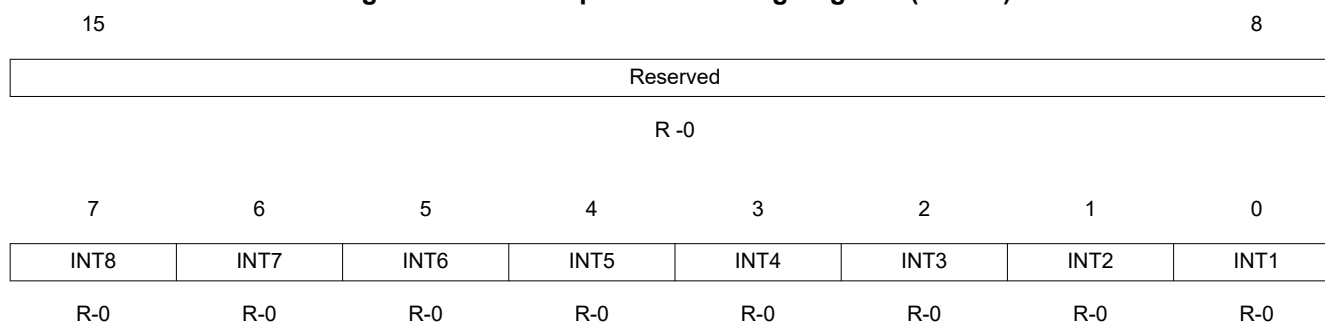 15 8
Reserved
R -0
7 6 5 4 3 2 1 0
INT8 INT7 INT6 INT5 INT4 INT3 INT2 INT1
R-0 R-0 R-0 R-0 R-0 R-0 R-0 R-0